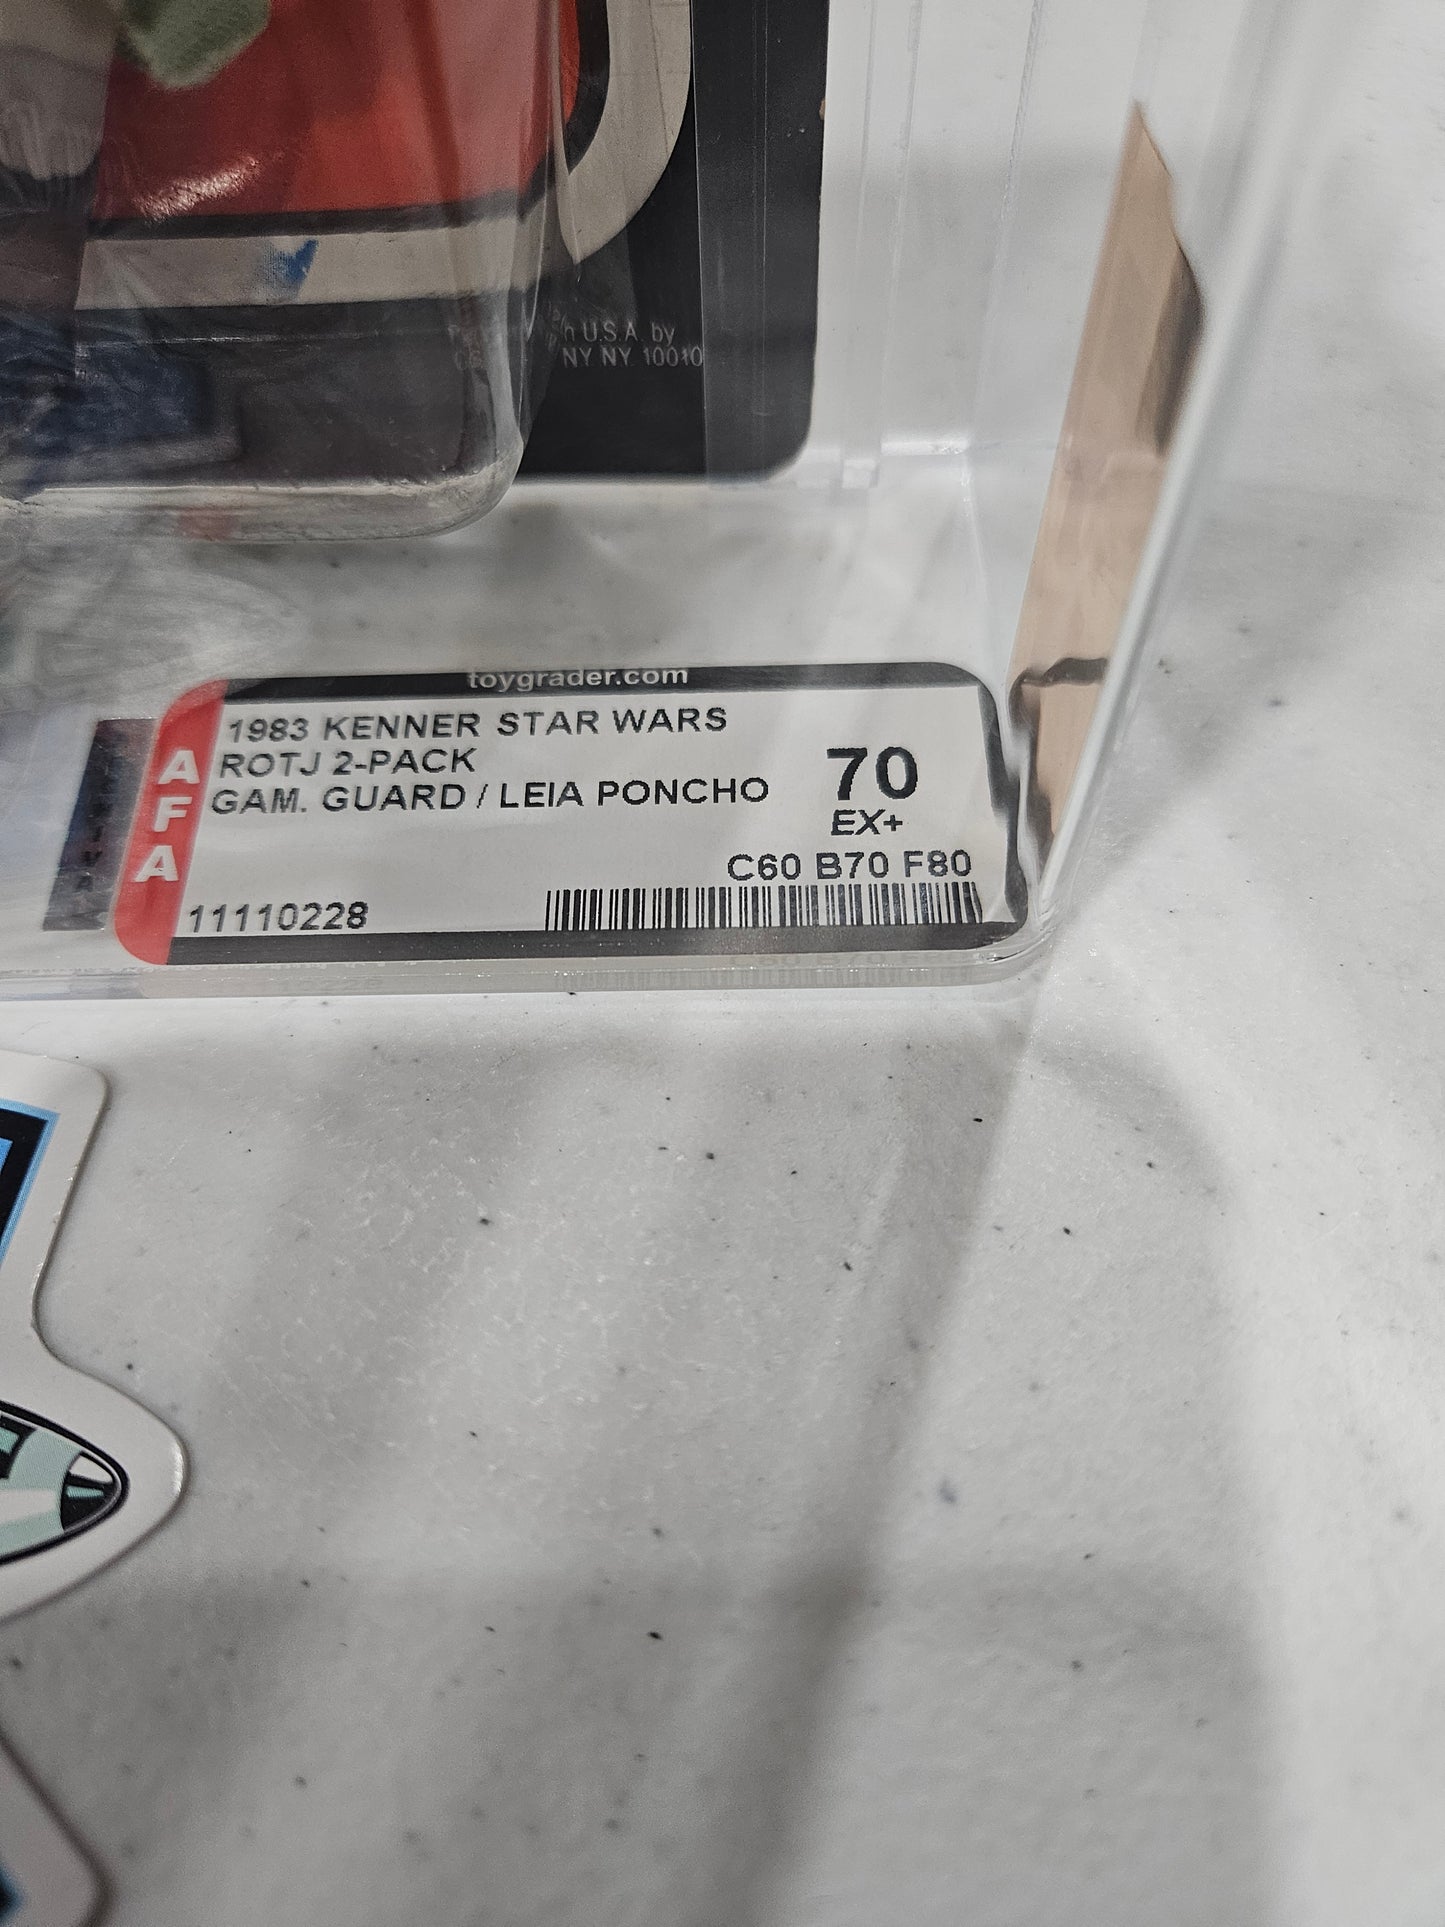 U.S.A. by
NY NY 10010
toygrader.com
AFA
1983 KENNER STAR WARS
ROTJ 2-PACK
GAM. GUARD / LEIA PONCHO
70
EX+
C60 B70 F80
11110228